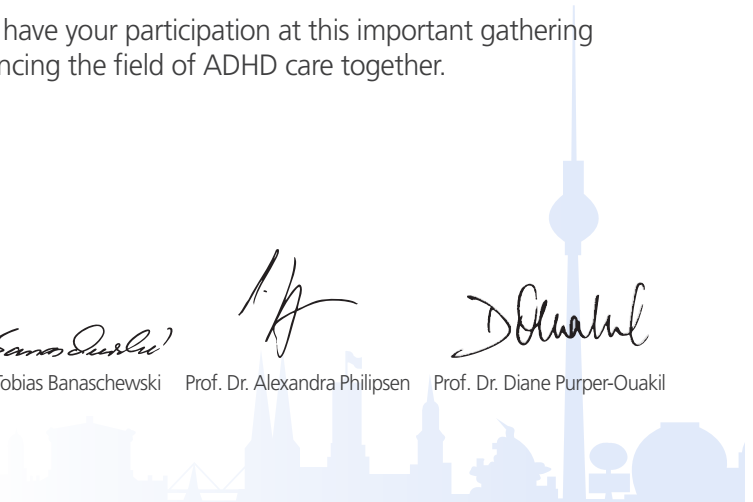 have your participation at this important gathering
ncing the field of ADHD care together.
Tobias Banaschewski Prof. Dr. Alexandra Philipsen Prof. Dr. Diane Purper-Ouakil